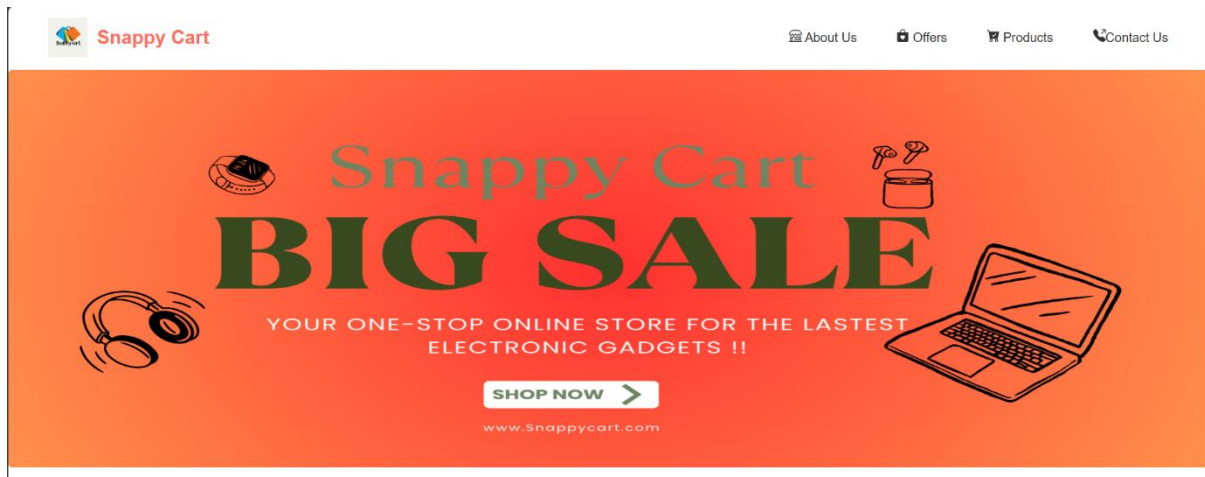 Snappy Cart
About Us
Offers
Products
Contact Us
Snappy Cart
BIG SALE
YOUR ONE-STOP ONLINE STORE FOR THE LASTEST
ELECTRONIC GADGETS !!
SHOP NOW
www.Snappycart.com